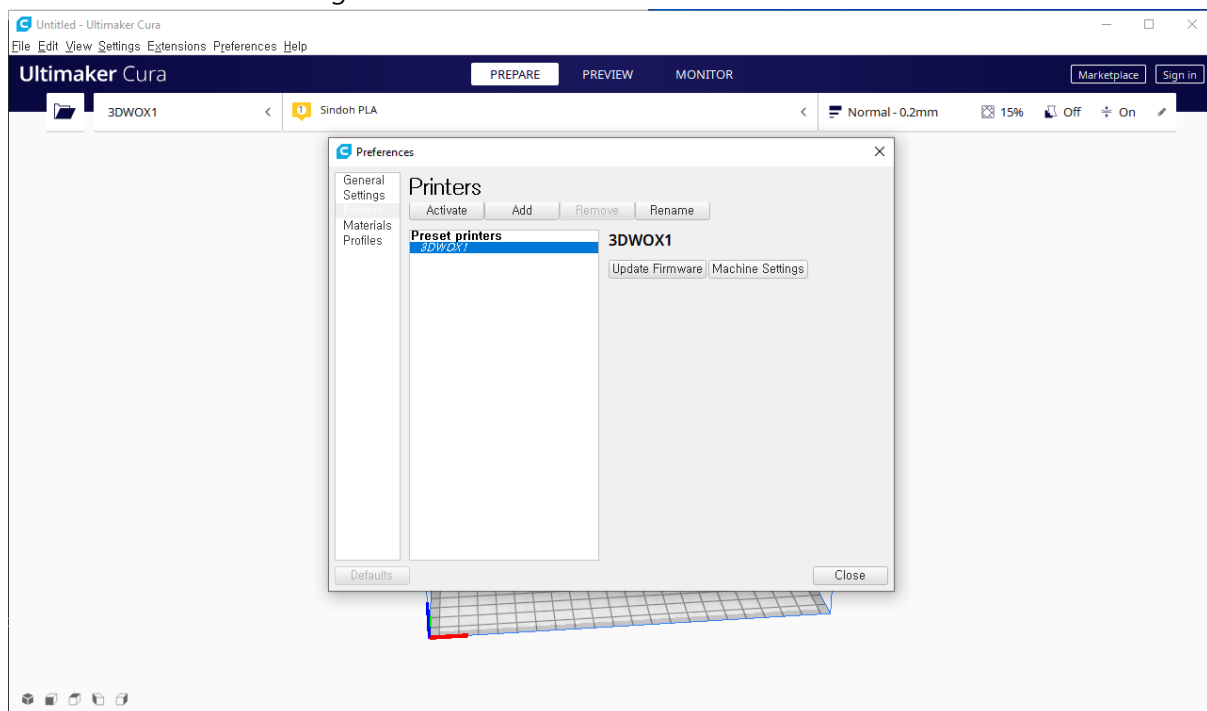 Untitled - Ultimaker Cura
File Edit View Settings Extensions Preferences Help
Ultimaker Cura PREPARE PREVIEW MONITOR Marketplace Sign in
3DWOX1 1 Sindoh PLA Normal - 0.2mm 15% Off On
Preferences
General
Settings
Printers
Materials
Profiles
Printers
Activate Add Remove Rename
Preset printers
3DWOX1
3DWOX1
Update Firmware Machine Settings
Defaults Close